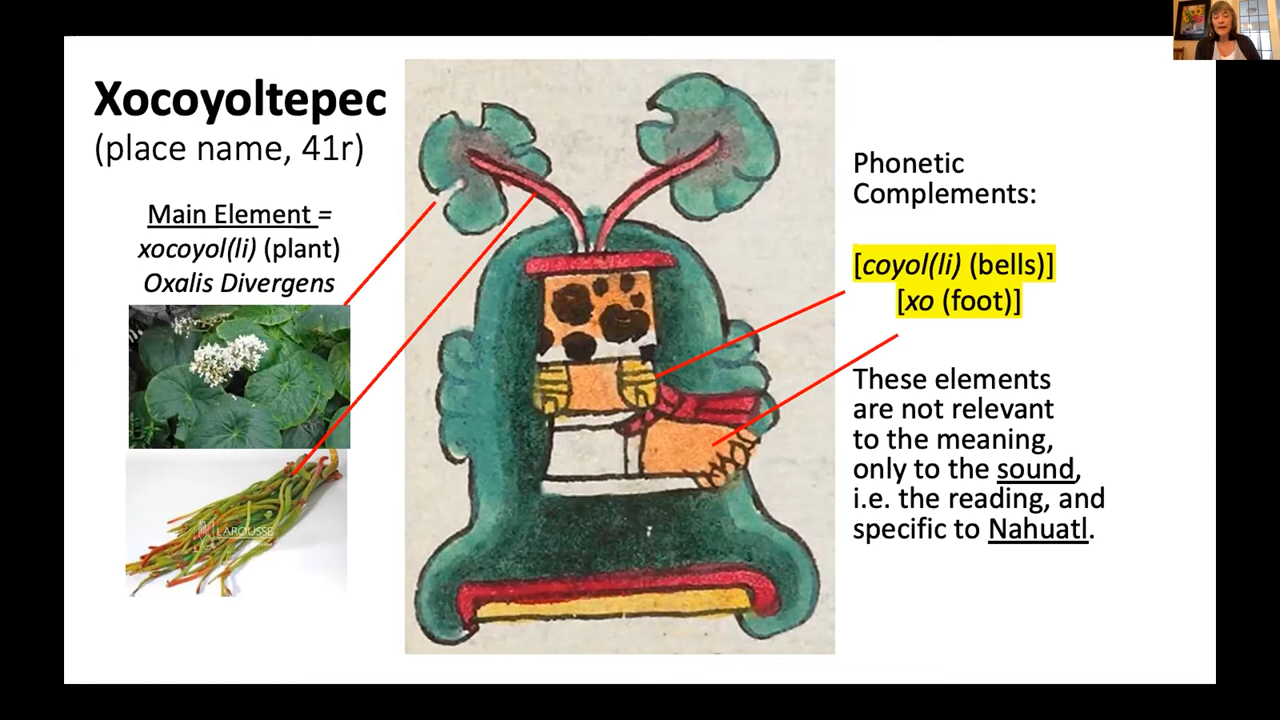 Xocoyoltepec
(place name, 41r)
Main Element =
xocoyol(li) (plant)
Oxalis Divergens
LAROUSSE
Phonetic
Complements:
[coyol(li) (bells)]
[xo (foot)]
These elements
are not relevant
to the meaning,
only to the sound,
i.e. the reading, and
specific to Nahuatl.